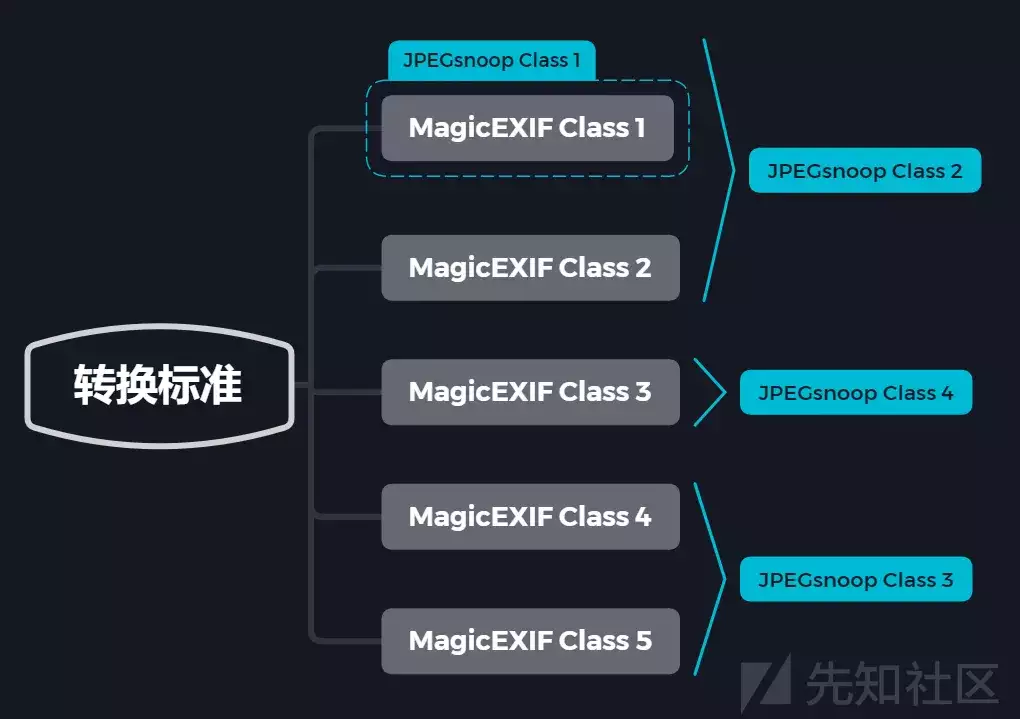 JPEGsnoop Class 1
MagicEXIF Class 1
JPEGsnoop Class 2
MagicEXIF Class 2
转换标准
MagicEXIF Class 3
JPEGsnoop Class 4
MagicEXIF Class 4
JPEGsnoop Class 3
MagicEXIF Class 5
先知社区